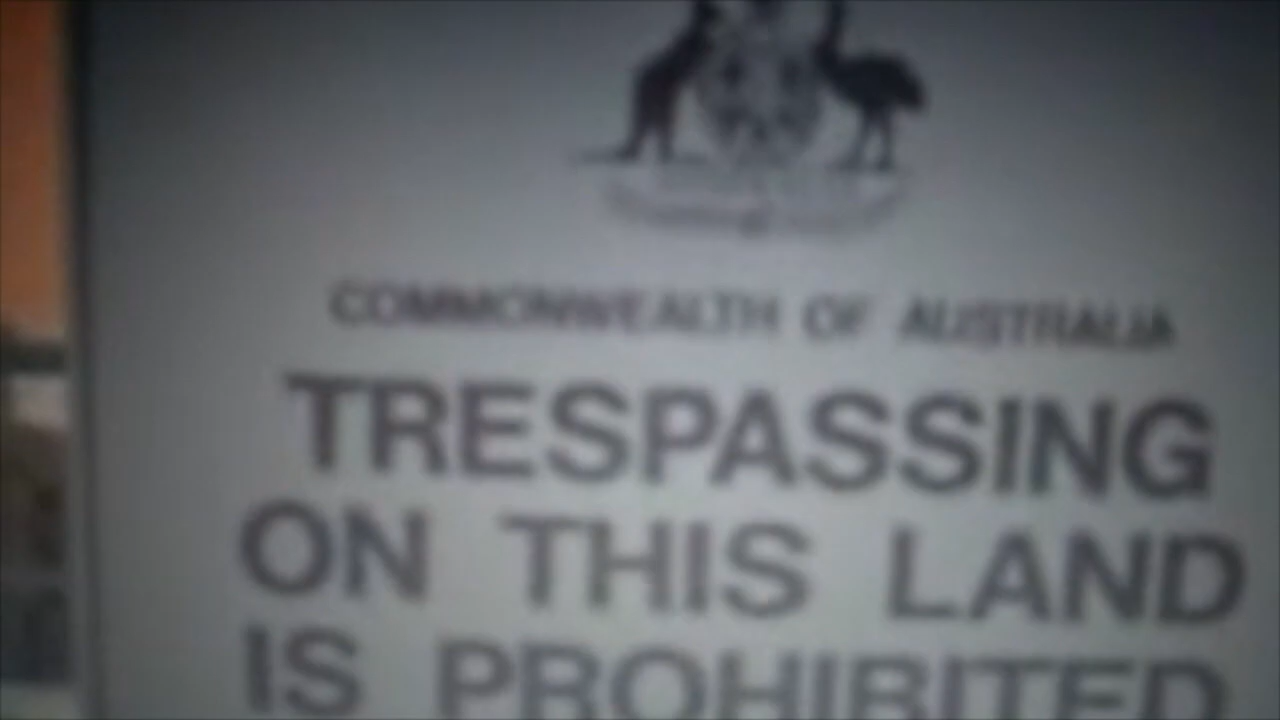 COMMONWEALTH OF AUSTRALIA
TRESPASSING
ON THIS LAND
IS PROHIBITED